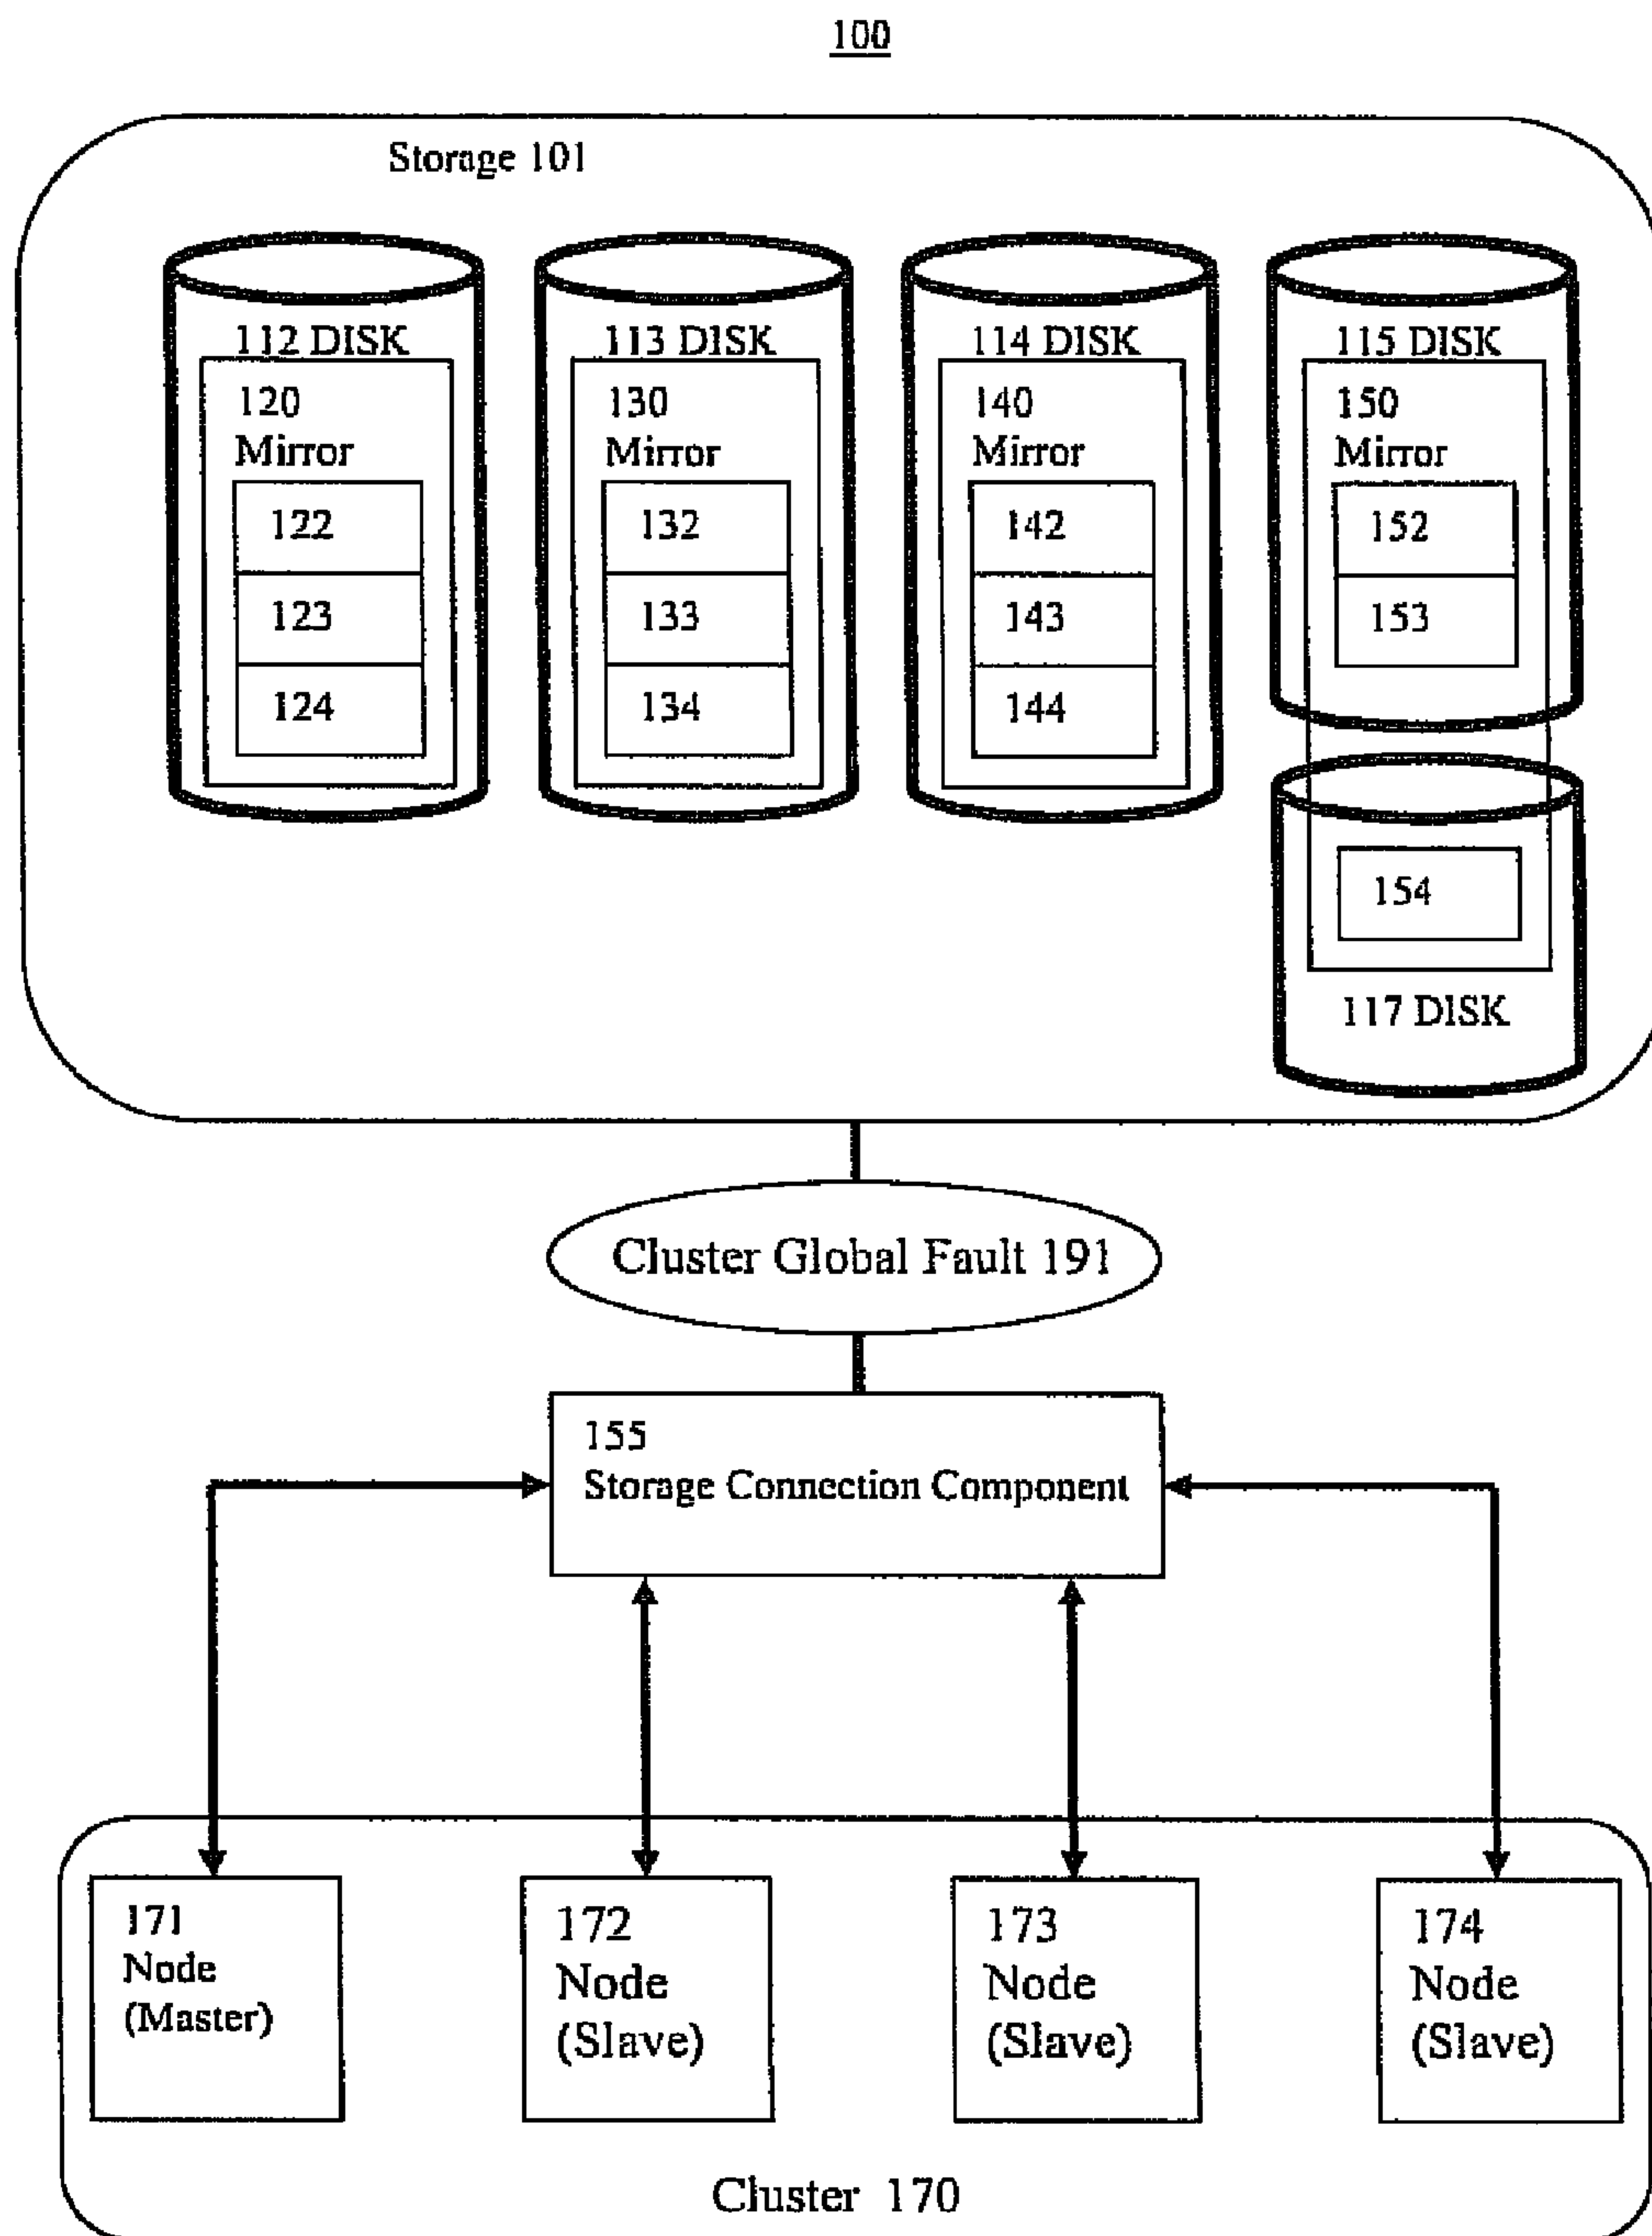 100
Storage 101
112 DISK
120
Mirror
122
123
124
113 DISK
130
Mirror
132
133
134
114 DISK
140
Mirror
142
143
144
115 DISK
150
Mirror
152
153
154
117 DISK
Cluster Global Fault 191
155
Storage Connection Component
171
Node
(Master)
172
Node
(Slave)
173
Node
(Slave)
174
Node
(Slave)
Cluster 170